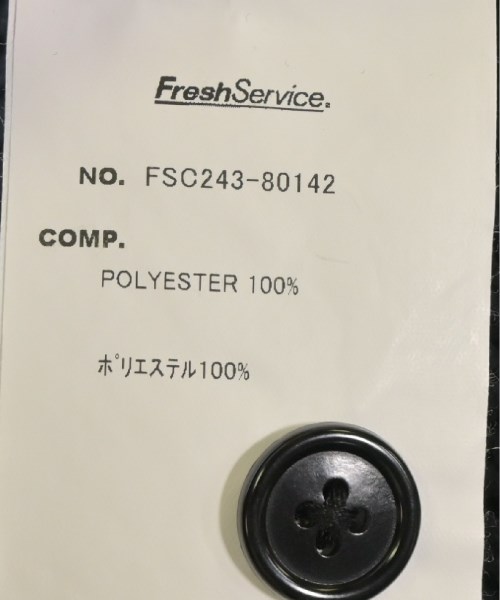 FreshService.
NO. FSC243-80142
COMP.
POLYESTER 100%
ﾎﾟﾘエステル100%